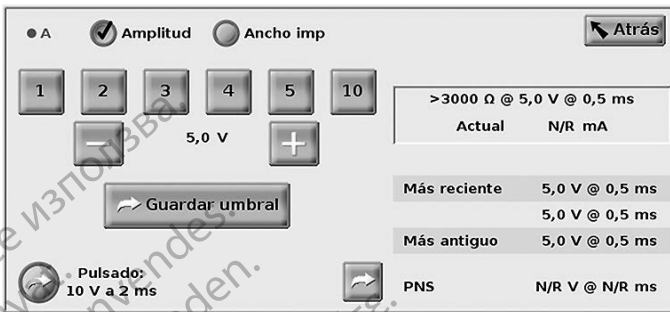 A Amplitud Ancho imp Atrás
1 2 3 4 5 10
5,0 V
>3000 Ω @ 5,0 V @ 0,5 ms
Actual N/R mA
Guardar umbral
Más reciente 5,0 V @ 0,5 ms
5,0 V @ 0,5 ms
Más antiguo 5,0 V @ 0,5 ms
Pulsado:
10 V a 2 ms
PNS N/R V @ N/R ms